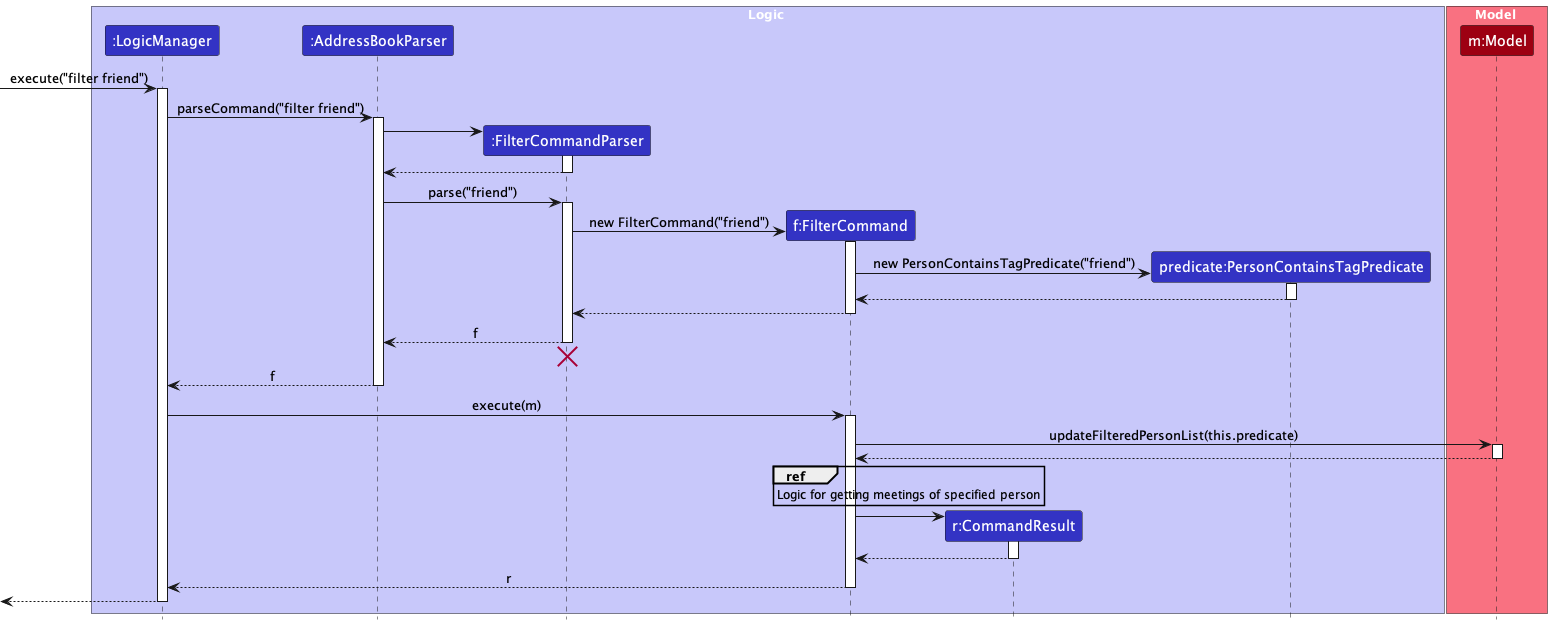 Logic
Model
:LogicManager
:AddressBookParser
m:Model
execute("filter friend")
parseCommand("filter friend")
:FilterCommandParser
parse("friend")
new FilterCommand("friend")
f:FilterCommand
new PersonContainsTagPredicate("friend")
predicate:PersonContainsTagPredicate
f
f
execute(m)
updateFilteredPersonList(this.predicate)
ref
Logic for getting meetings of specified person
r:CommandResult
r